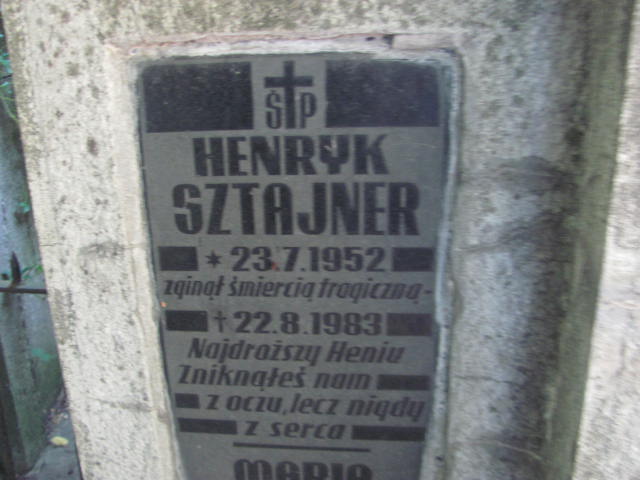 Ś P
HENRYK
SZTAJNER
* 23.7.1952
zginął śmiercią tragiczną-
† 22.8.1983
Najdroższy Heniu
Zniknąłeś nam
z oczu, lecz nigdy
z serca
MARIA